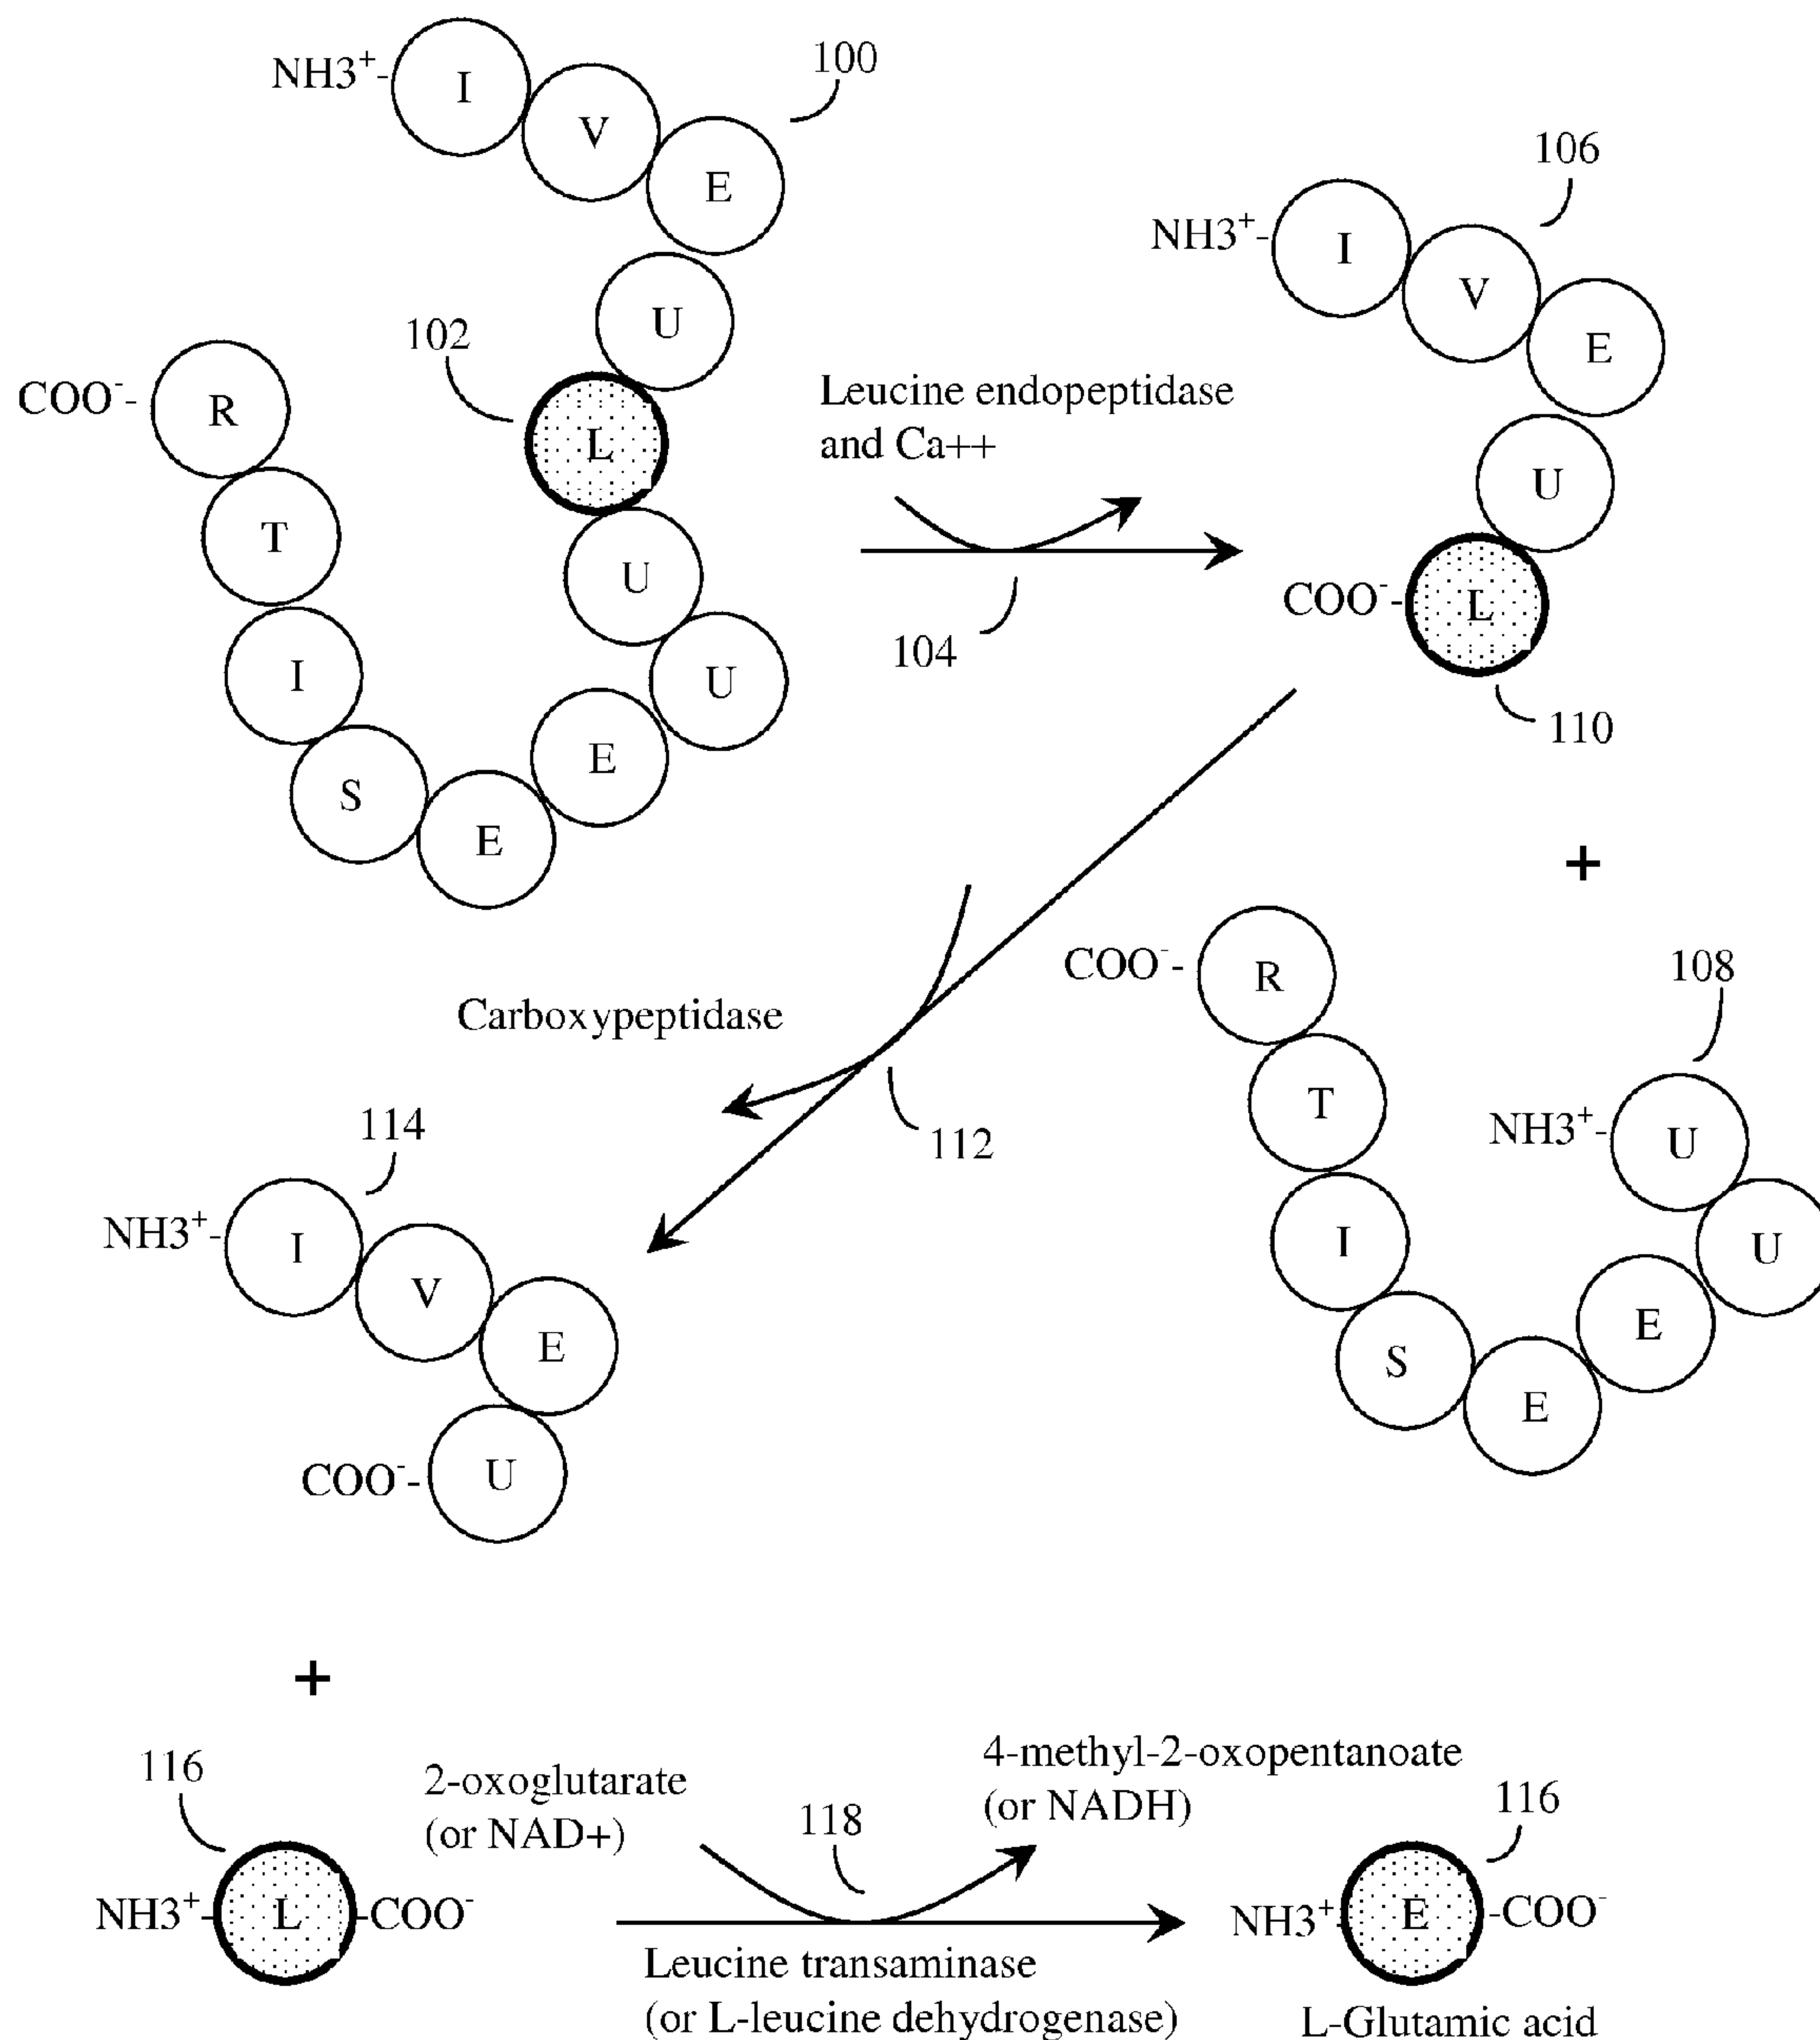 NH3+- I V E 100
U
102
COO-- R T I S E E U U L
Leucine endopeptidase
and Ca++
104
106
NH3+- I V E
U
COO-- L
110
+
COO-- R T I S E E U U -NH3+
108
Carboxypeptidase
112
114
NH3+- I V E
COO-- U
+
116
NH3+- L -COO-
2-oxoglutarate
(or NAD+)
118
4-methyl-2-oxopentanoate
(or NADH)
Leucine transaminase
(or L-leucine dehydrogenase)
116
NH3+- E -COO-
L-Glutamic acid